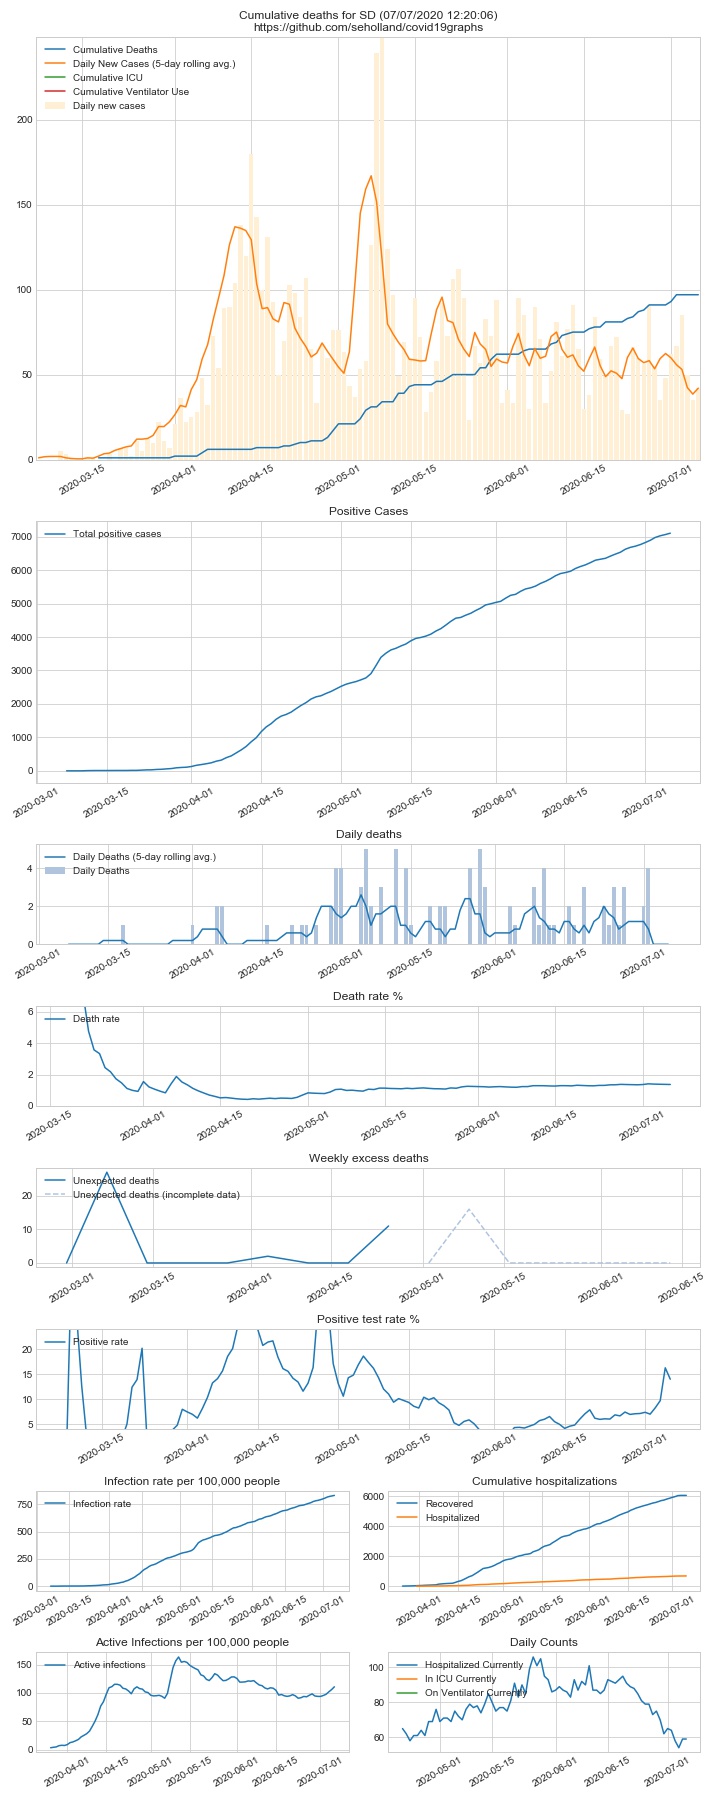 Cumulative deaths for SD (07/07/2020 12:20:06)
https://github.com/seholland/covid19graphs
Cumulative Deaths
Daily New Cases (5-day rolling avg.)
Cumulative ICU
Cumulative Ventilator Use
Daily new cases
200
150
100
50
0
2020-03-15 2020-04-01 2020-04-15 2020-05-01 2020-05-15 2020-06-01 2020-06-15 2020-07-01
Positive Cases
Total positive cases
7000
6000
5000
4000
3000
2000
1000
0
2020-03-01 2020-03-15 2020-04-01 2020-04-15 2020-05-01 2020-05-15 2020-06-01 2020-06-15 2020-07-01
Daily deaths
Daily Deaths (5-day rolling avg.)
Daily Deaths
4
2
0
2020-03-01 2020-03-15 2020-04-01 2020-04-15 2020-05-01 2020-05-15 2020-06-01 2020-06-15 2020-07-01
Death rate %
Death rate
6
4
2
0
2020-03-15 2020-04-01 2020-04-15 2020-05-01 2020-05-15 2020-06-01 2020-06-15 2020-07-01
Weekly excess deaths
Unexpected deaths
Unexpected deaths (incomplete data)
20
10
0
2020-03-01 2020-03-15 2020-04-01 2020-04-15 2020-05-01 2020-05-15 2020-06-01 2020-06-15
Positive test rate %
Positive rate
20
15
10
5
2020-03-15 2020-04-01 2020-04-15 2020-05-01 2020-05-15 2020-06-01 2020-06-15 2020-07-01
Infection rate per 100,000 people
Infection rate
750
500
250
0
2020-03-01 2020-03-15 2020-04-01 2020-04-15 2020-05-01 2020-05-15 2020-06-01 2020-06-15 2020-07-01
Cumulative hospitalizations
Recovered
Hospitalized
6000
4000
2000
0
2020-04-01 2020-04-15 2020-05-01 2020-05-15 2020-06-01 2020-06-15 2020-07-01
Active Infections per 100,000 people
Active infections
150
100
50
0
2020-04-01 2020-04-15 2020-05-01 2020-05-15 2020-06-01 2020-06-15 2020-07-01
Daily Counts
Hospitalized Currently
In ICU Currently
On Ventilator Currently
100
80
60
2020-05-01 2020-05-15 2020-06-01 2020-06-15 2020-07-01